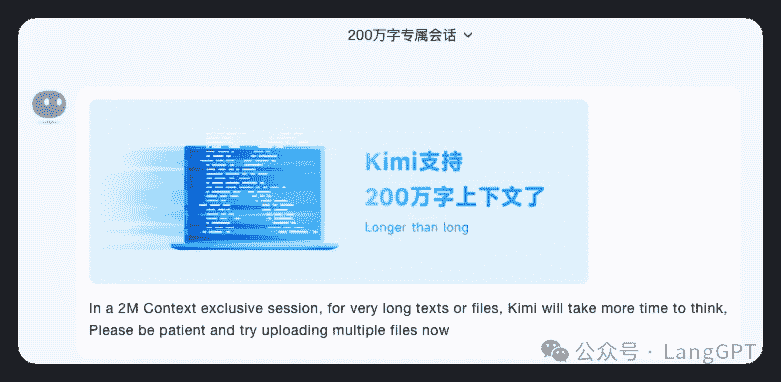 200万字专属会话
Kimi支持
200万字上下文了
Longer than long
In a 2M Context exclusive session, for very long texts or files, Kimi will take more time to think,
Please be patient and try uploading multiple files now
公众号 · LangGPT